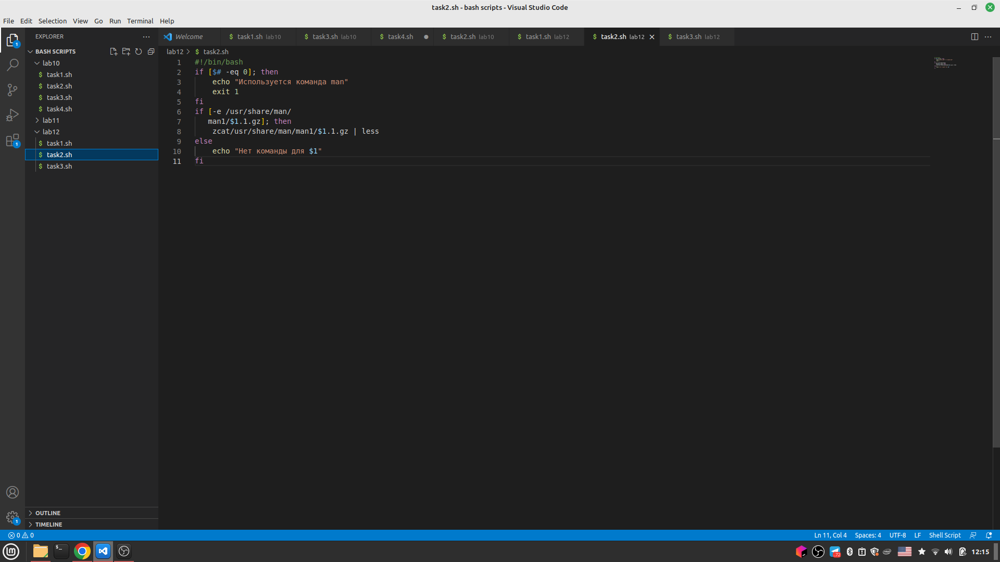 task2.sh - bash scripts - Visual Studio Code
File Edit Selection View Go Run Terminal Help
EXPLORER
BASH SCRIPTS
lab10
task1.sh
task2.sh
task3.sh
task4.sh
lab11
lab12
task1.sh
task2.sh
task3.sh
OUTLINE
TIMELINE
Welcome
task1.sh lab10
task3.sh lab10
task4.sh
task2.sh lab10
task1.sh lab12
task2.sh lab12
task3.sh lab12
lab12 > $ task2.sh
1 #!/bin/bash
2 if [$# -eq 0]; then
3 echo "Используется команда man"
4 exit 1
5 fi
6 if [-e /usr/share/man/
7 man1/$1.1.gz]; then
8 zcat/usr/share/man/man1/$1.1.gz | less
9 else
10 echo "Нет команды для $1"
11 fi
0 0
Ln 11, Col 4 Spaces: 4 UTF-8 LF Shell Script
12:15